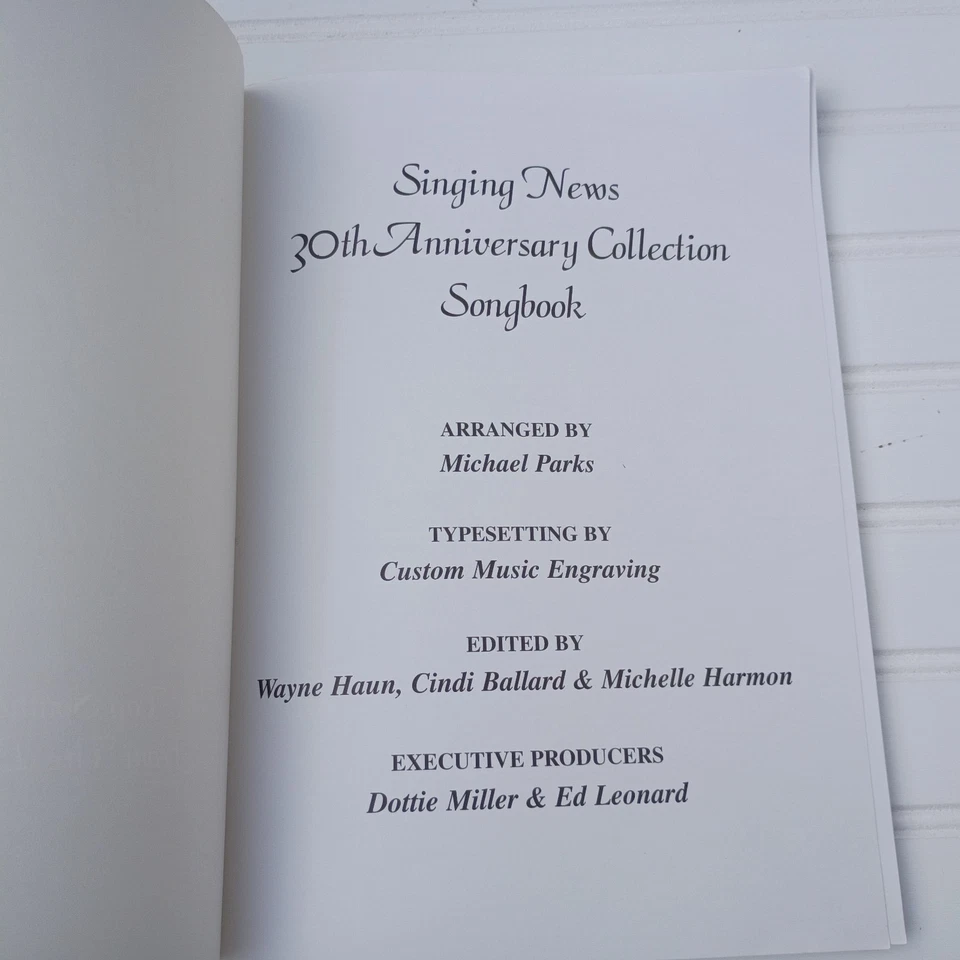 Singing News
30th Anniversary Collection
Songbook
ARRANGED BY
Michael Parks
TYPESETTING BY
Custom Music Engraving
EDITED BY
Wayne Haun, Cindi Ballard & Michelle Harmon
EXECUTIVE PRODUCERS
Dottie Miller & Ed Leonard